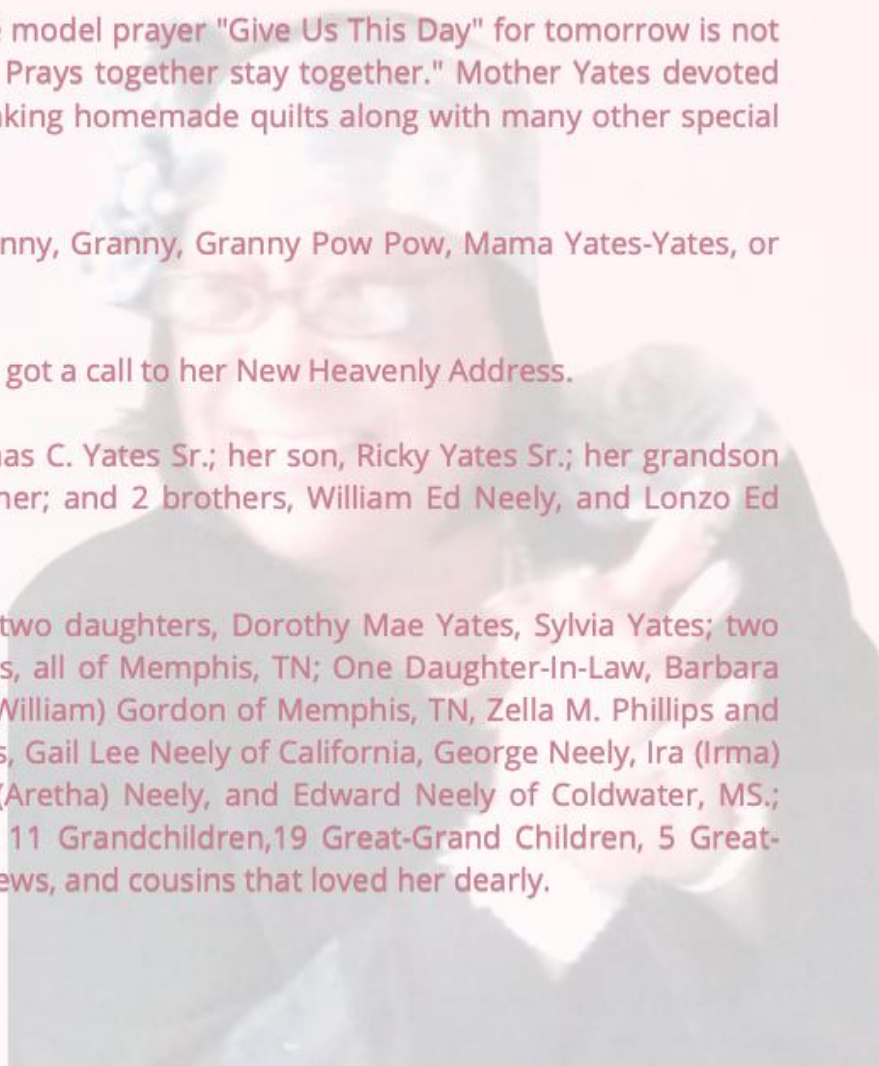 model prayer "Give Us This Day" for tomorrow is not
Prays together stay together." Mother Yates devoted
king homemade quilts along with many other special
nny, Granny, Granny Pow Pow, Mama Yates-Yates, or
got a call to her New Heavenly Address.
as C. Yates Sr.; her son, Ricky Yates Sr.; her grandson
her; and 2 brothers, William Ed Neely, and Lonzo Ed
two daughters, Dorothy Mae Yates, Sylvia Yates; two
s, all of Memphis, TN; One Daughter-In-Law, Barbara
William) Gordon of Memphis, TN, Zella M. Phillips and
s, Gail Lee Neely of California, George Neely, Ira (Irma)
(Aretha) Neely, and Edward Neely of Coldwater, MS.;
11 Grandchildren,19 Great-Grand Children, 5 Great-
ews, and cousins that loved her dearly.